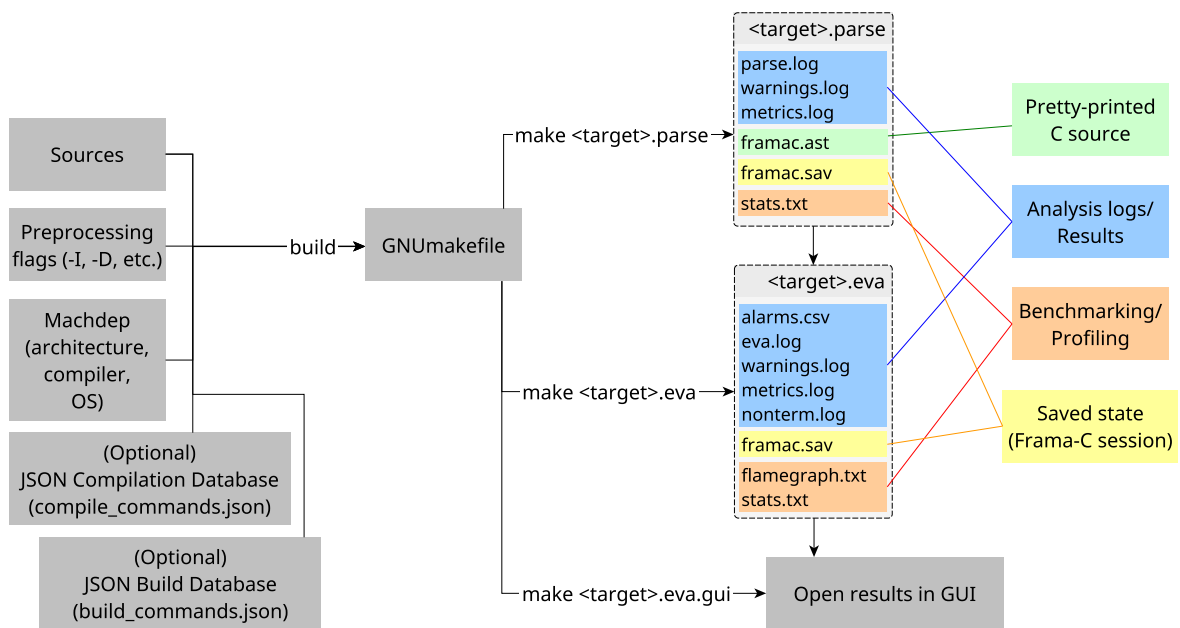 Sources
Preprocessing
flags (-I, -D, etc.)
Machdep
(architecture,
compiler,
OS)
(Optional)
JSON Compilation Database
(compile_commands.json)
(Optional)
JSON Build Database
(build_commands.json)
build
GNUmakefile
make <target>.parse
make <target>.eva
make <target>.eva.gui
<target>.parse
parse.log
warnings.log
metrics.log
framac.ast
framac.sav
stats.txt
<target>.eva
alarms.csv
eva.log
warnings.log
metrics.log
nonterm.log
framac.sav
flamegraph.txt
stats.txt
Open results in GUI
Pretty-printed
C source
Analysis logs/
Results
Benchmarking/
Profiling
Saved state
(Frama-C session)